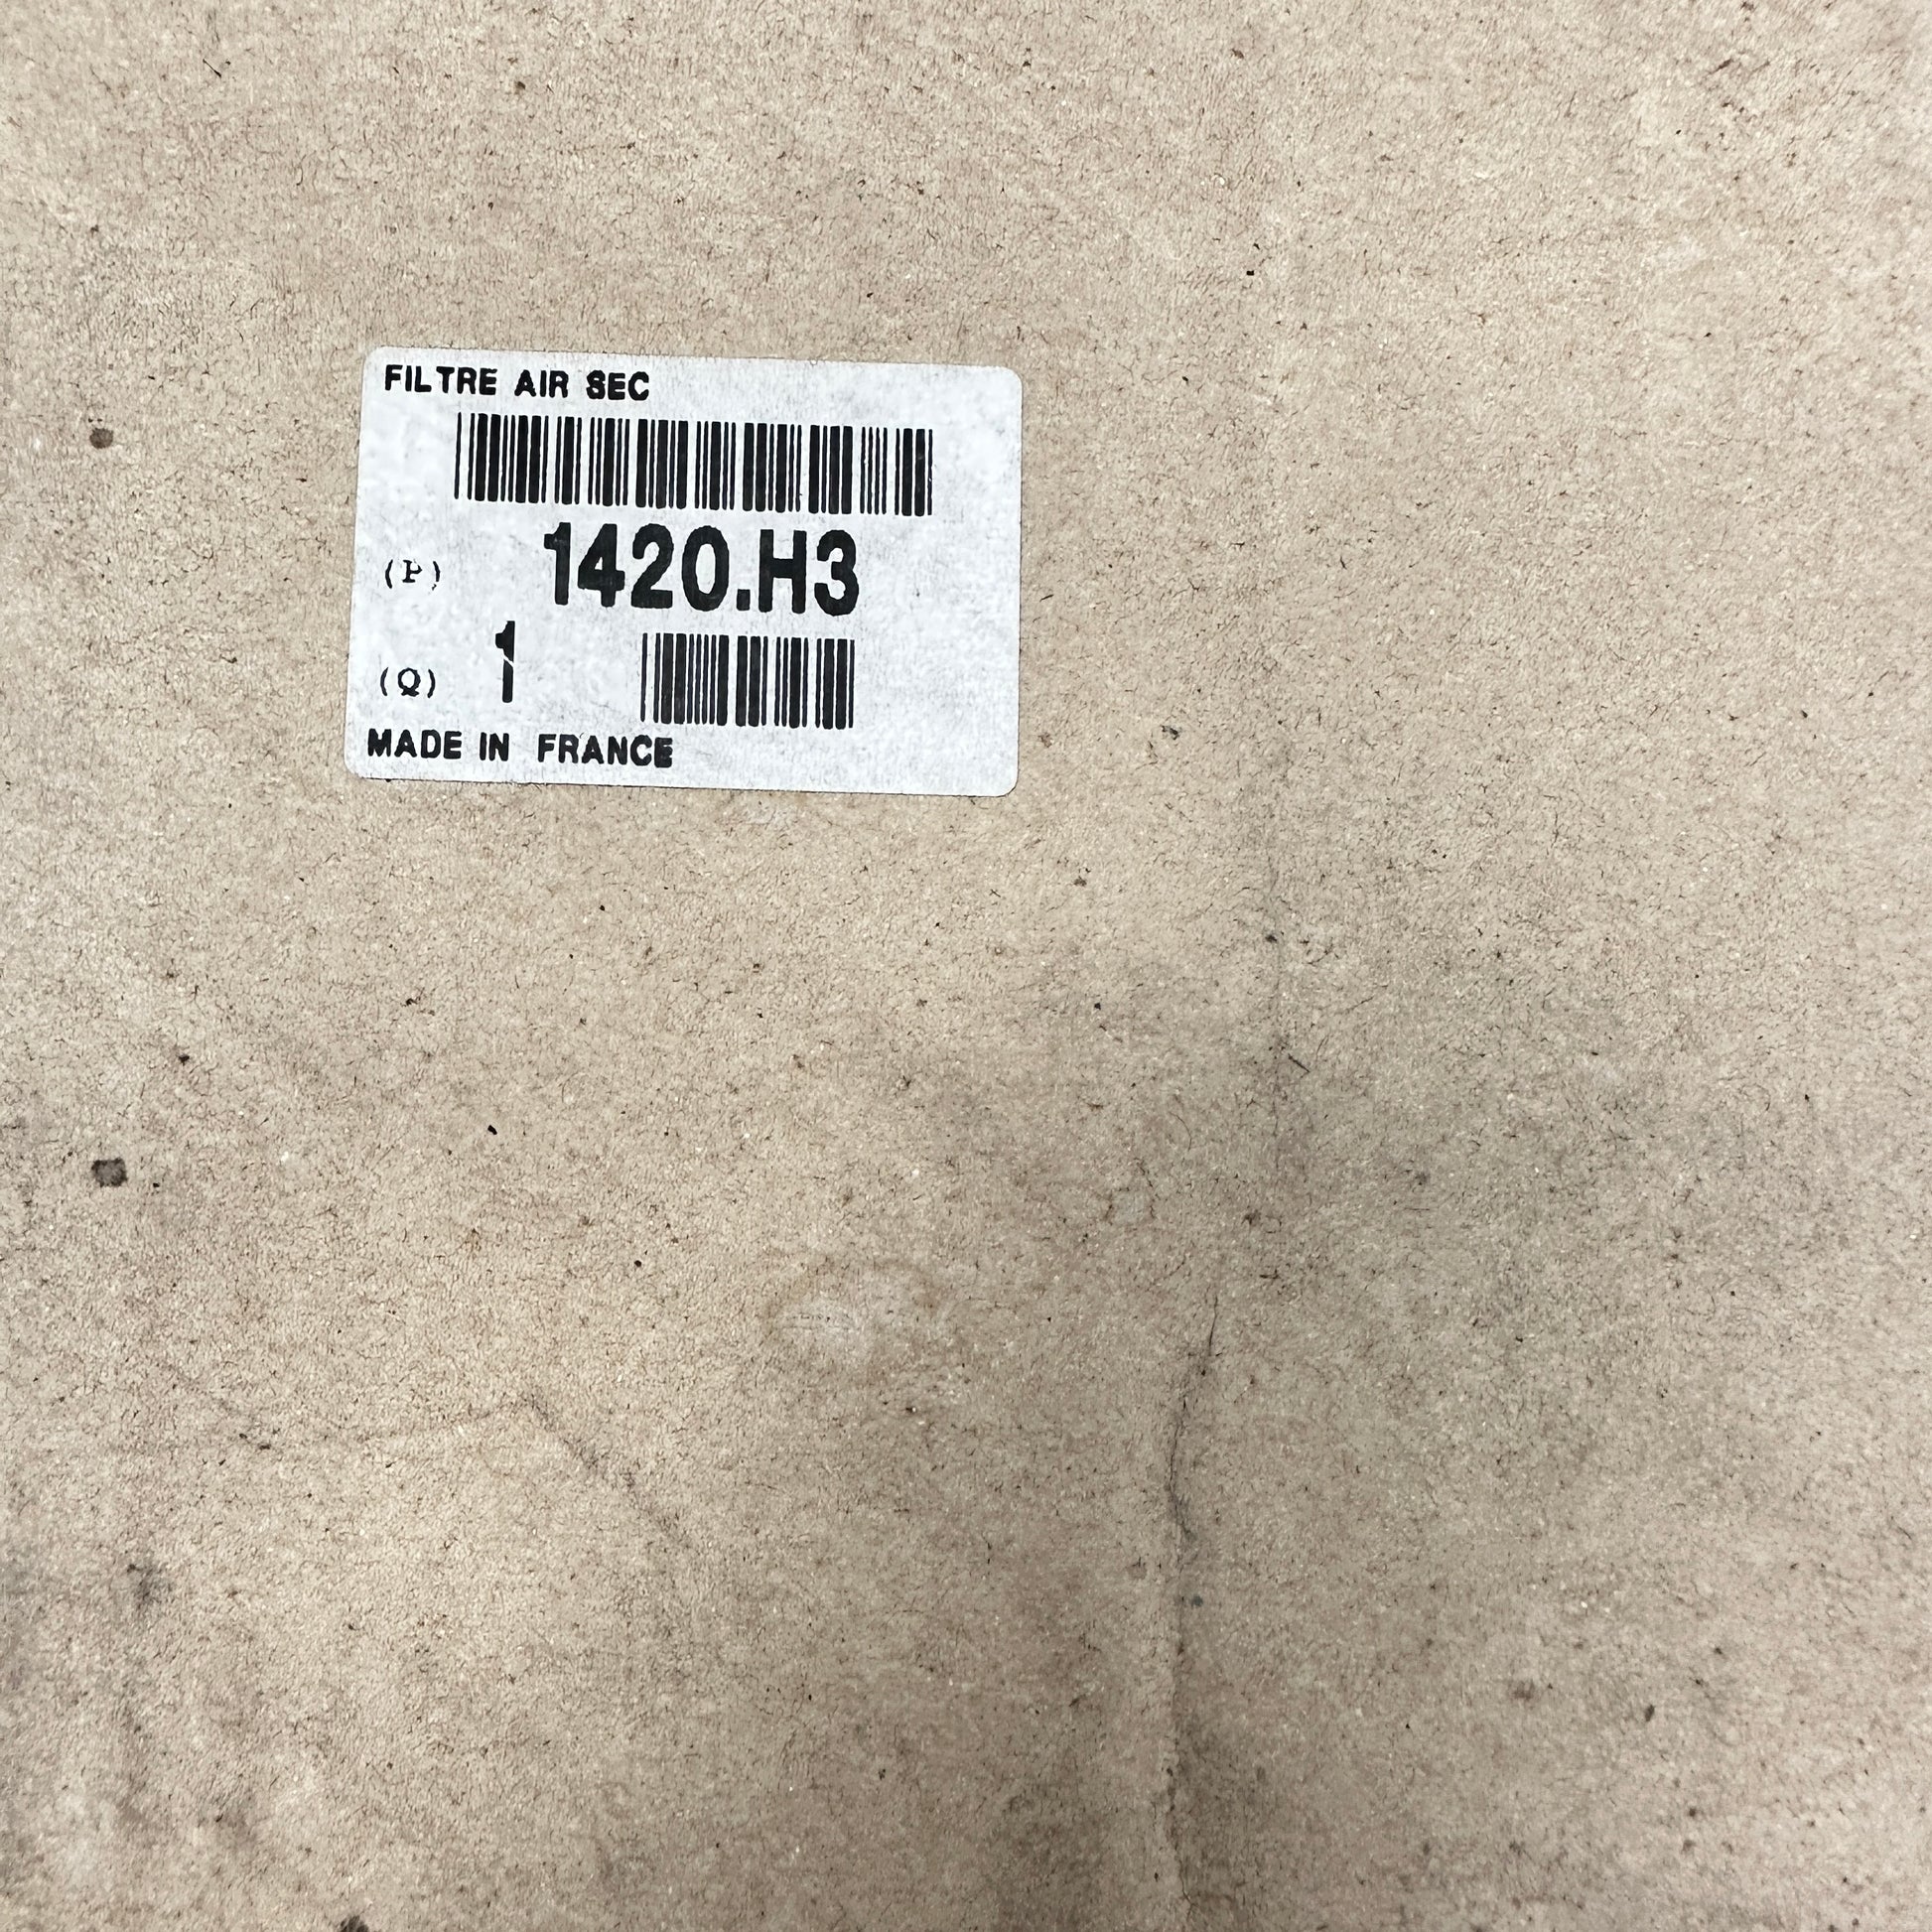 FILTRE AIR SEC
(P) 1420.H3
(Q) 1
MADE IN FRANCE